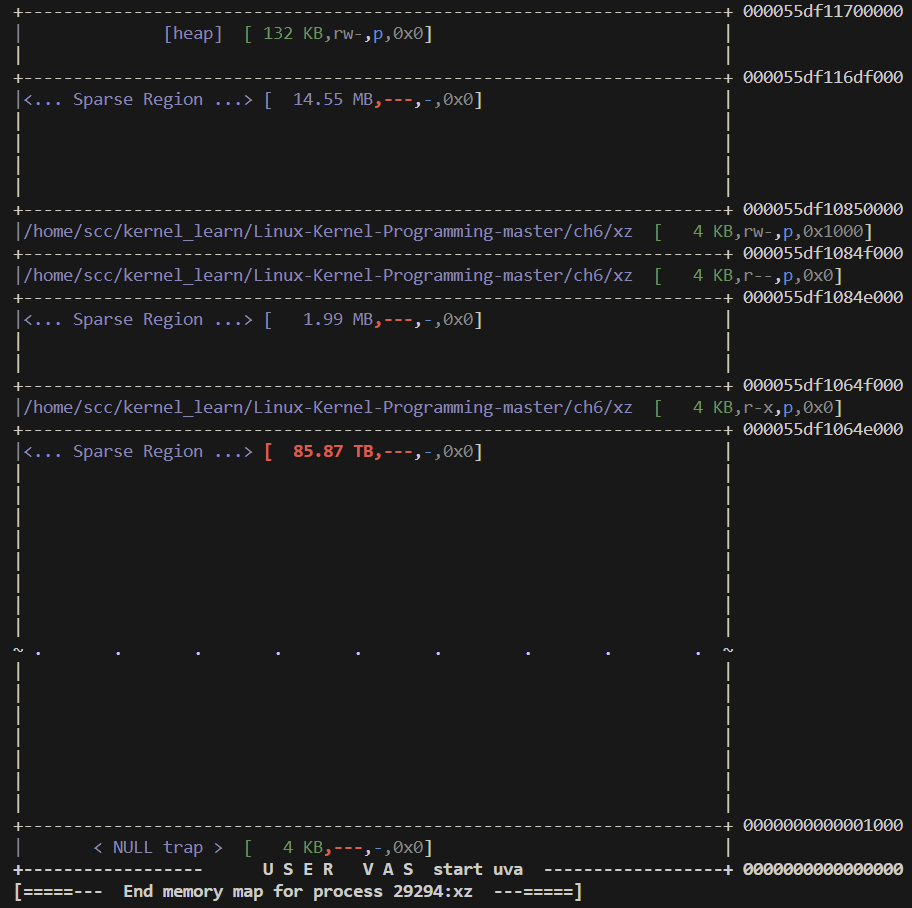 +----------------------------------------------------------------------+ 000055df11700000
|              [heap]  [ 132 KB,rw-,p,0x0]                             |
+----------------------------------------------------------------------+ 000055df116df000
|<... Sparse Region ...> [  14.55 MB,---,-,0x0]                        |
+----------------------------------------------------------------------+ 000055df10850000
|/home/scc/kernel_learn/Linux-Kernel-Programming-master/ch6/xz  [   4 KB,rw-,p,0x1000]
+----------------------------------------------------------------------+ 000055df1084f000
|/home/scc/kernel_learn/Linux-Kernel-Programming-master/ch6/xz  [   4 KB,r--,p,0x0]
+----------------------------------------------------------------------+ 000055df1084e000
|<... Sparse Region ...> [   1.99 MB,---,-,0x0]                        |
+----------------------------------------------------------------------+ 000055df1064f000
|/home/scc/kernel_learn/Linux-Kernel-Programming-master/ch6/xz  [   4 KB,r-x,p,0x0]
+----------------------------------------------------------------------+ 000055df1064e000
|<... Sparse Region ...> [  85.87 TB,---,-,0x0]                        |
~ .       .       .       .       .       .        .       .        .  ~
+----------------------------------------------------------------------+ 0000000000001000
|       < NULL trap >  [   4 KB,---,-,0x0]                             |
+------------------      U S E R   V A S  start uva  ------------------+ 0000000000000000
[=====---  End memory map for process 29294:xz  ---=====]